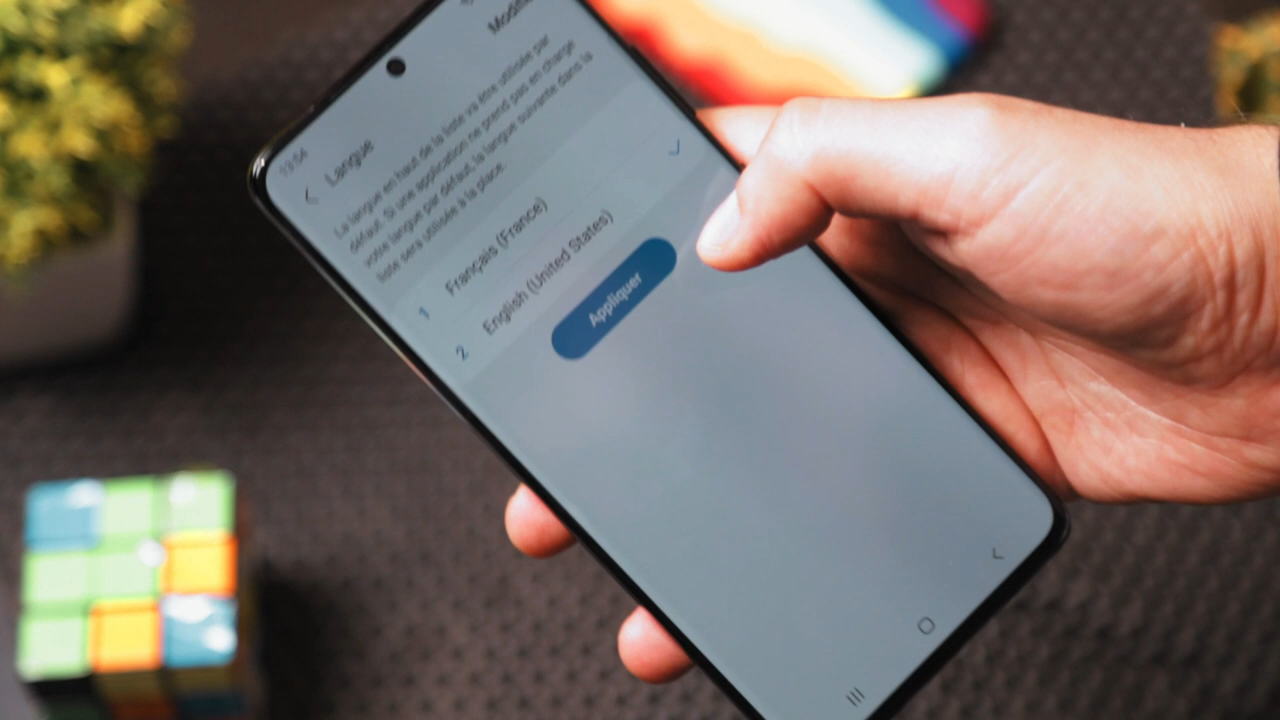 13:54
Langue
Modifier
La langue en haut de la liste va être utilisée par
défaut. Si une application ne prend pas en charge
votre langue par défaut, la langue suivante dans la
liste sera utilisée à la place.
1 Français (France)
2 English (United States)
Appliquer